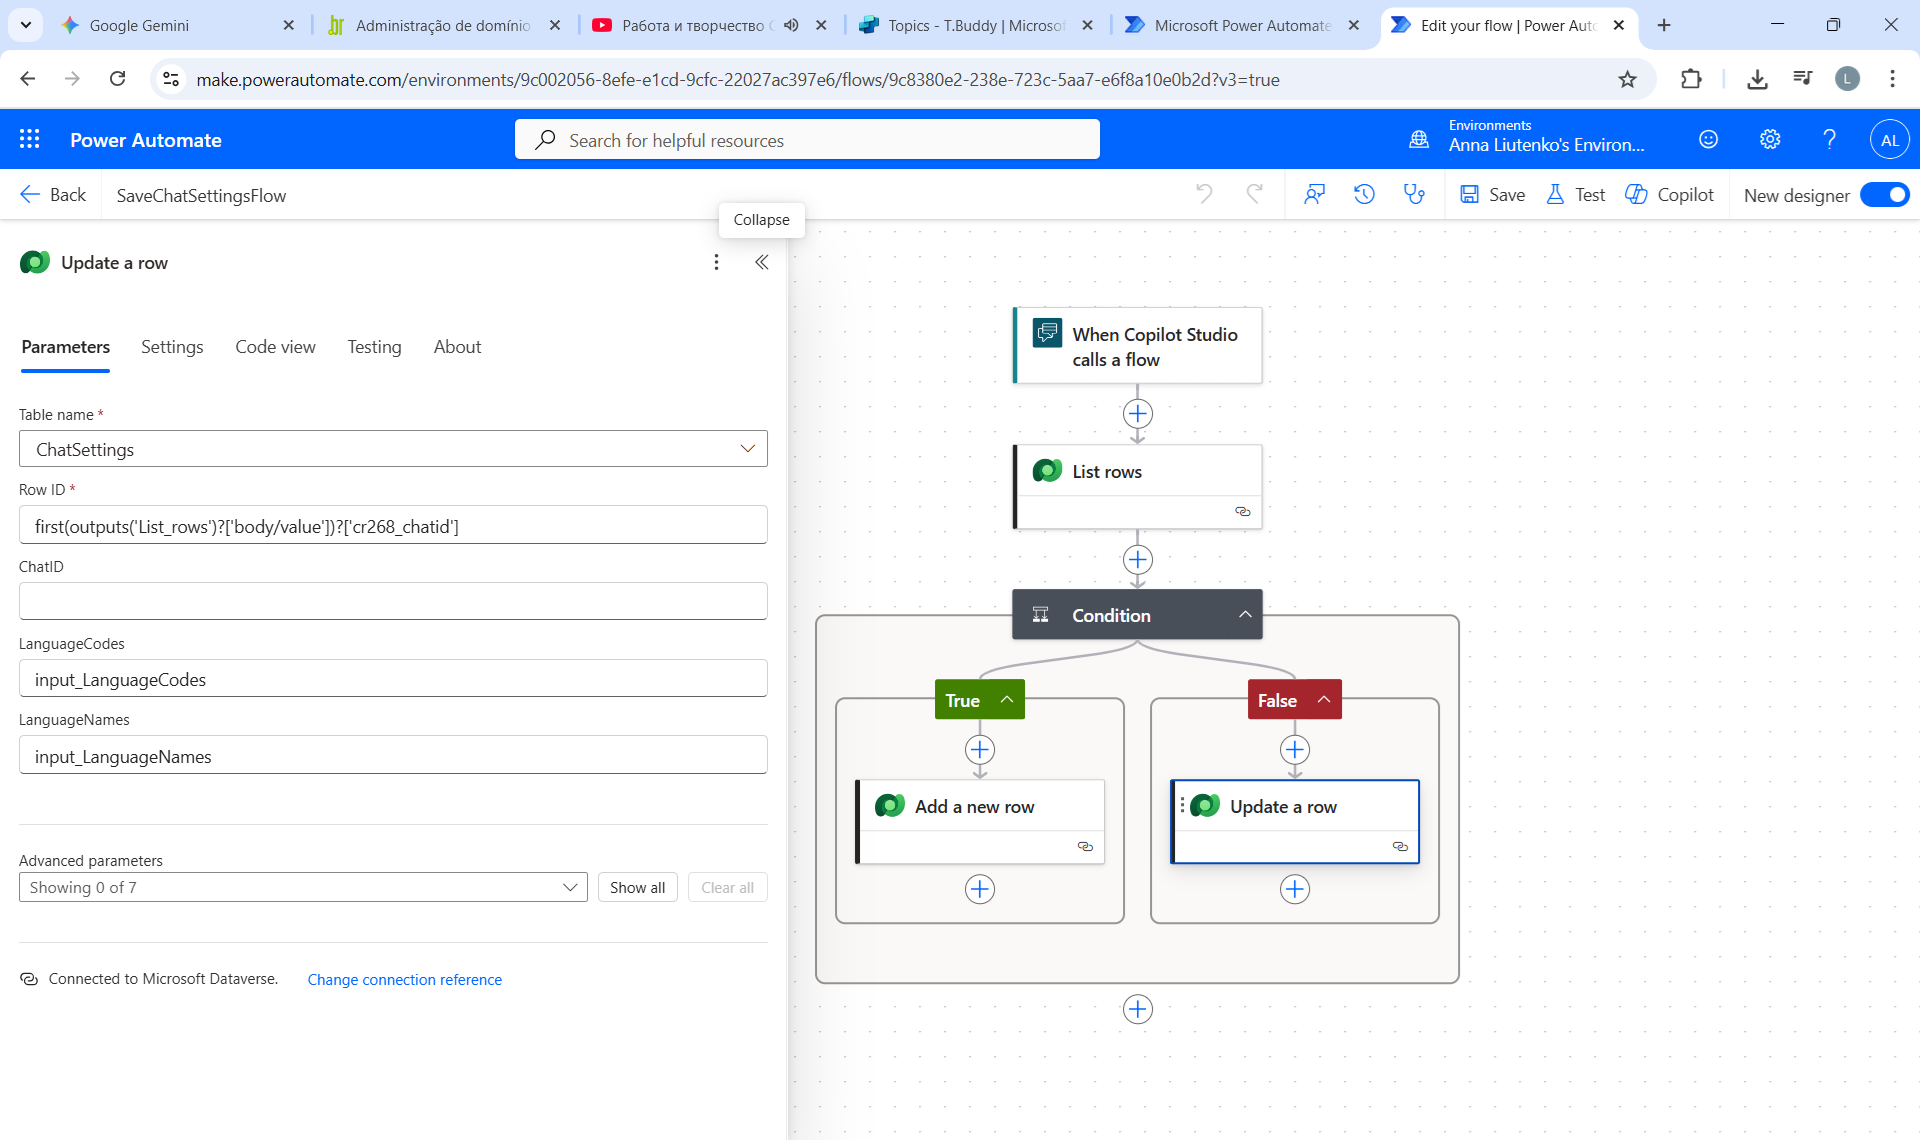 Google Gemini
Administração de domínio
Работа и творчество С
Topics - T.Buddy | Microsof
Microsoft Power Automate
Edit your flow | Power Auto
make.powerautomate.com/environments/9c002056-8efe-e1cd-9cfc-22027ac397e6/flows/9c8380e2-238e-723c-5aa7-e6f8a10e0b2d?v3=true
L
Power Automate
Search for helpful resources
Environments
Anna Liutenko's Environ...
AL
Back
SaveChatSettingsFlow
Save
Test
Copilot
New designer
Collapse
Update a row
Parameters
Settings
Code view
Testing
About
Table name *
ChatSettings
Row ID *
first(outputs('List_rows')?['body/value'])?['cr268_chatid']
ChatID
LanguageCodes
input_LanguageCodes
LanguageNames
input_LanguageNames
Advanced parameters
Showing 0 of 7
Show all
Clear all
Connected to Microsoft Dataverse.
Change connection reference
When Copilot Studio
calls a flow
List rows
Condition
True
False
Add a new row
Update a row